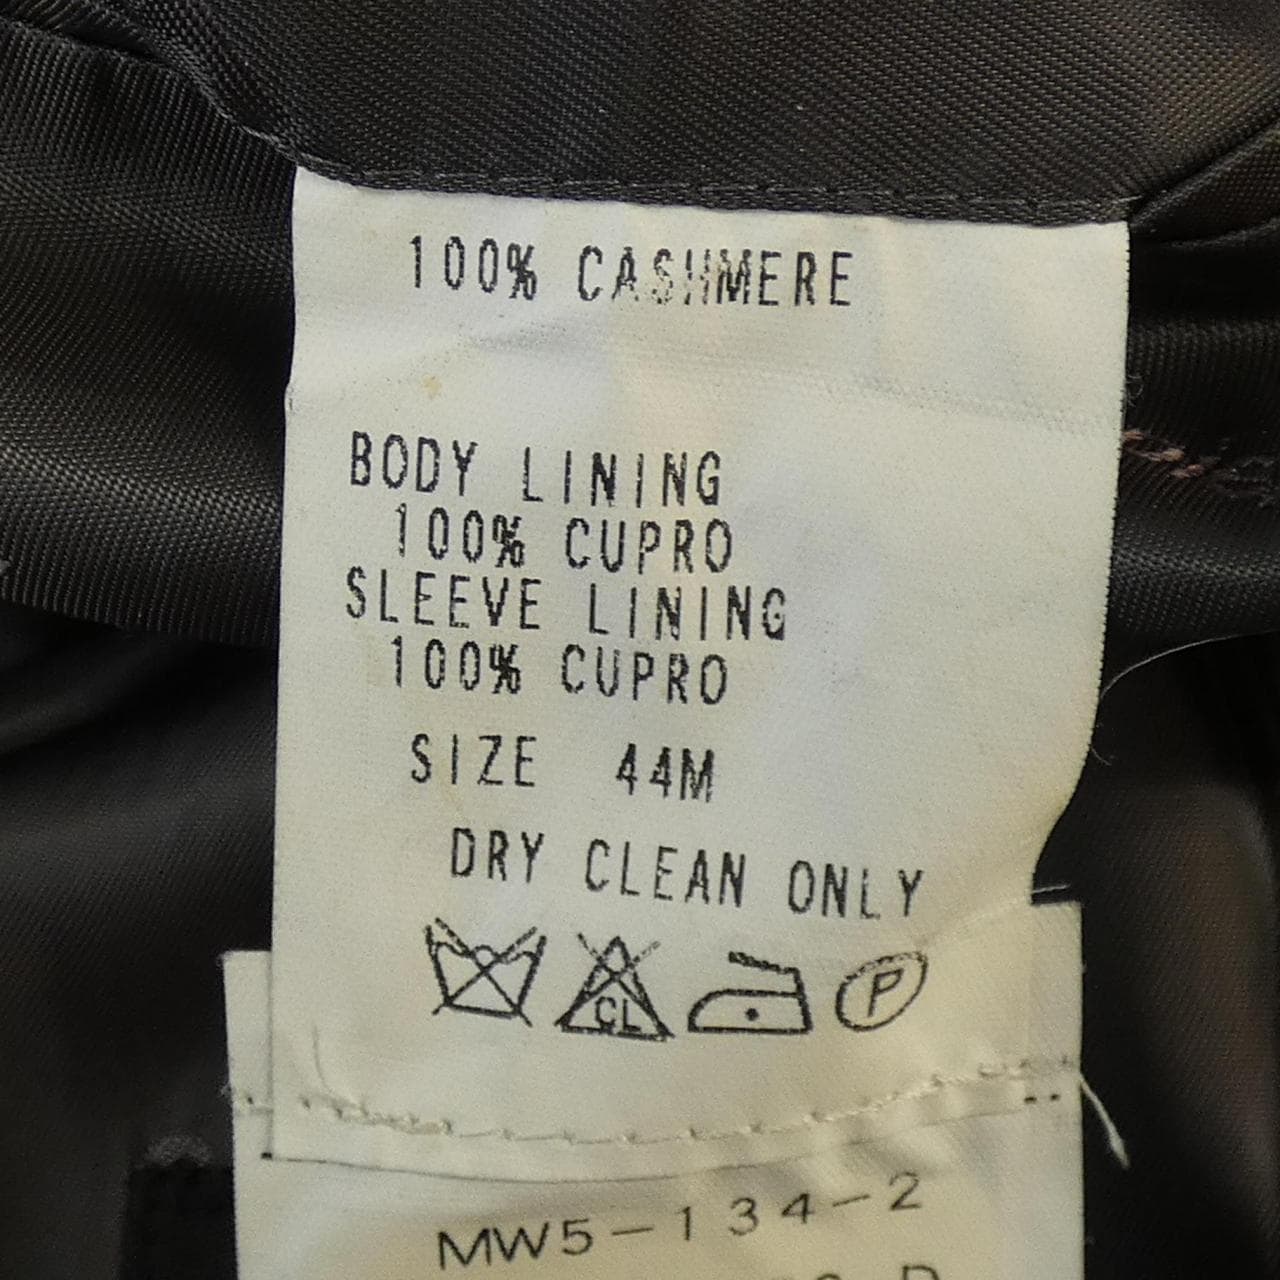 100% CASHMERE
BODY LINING
100% CUPRO
SLEEVE LINING
100% CUPRO
SIZE 44M
DRY CLEAN ONLY
CL P
MW5-134-2